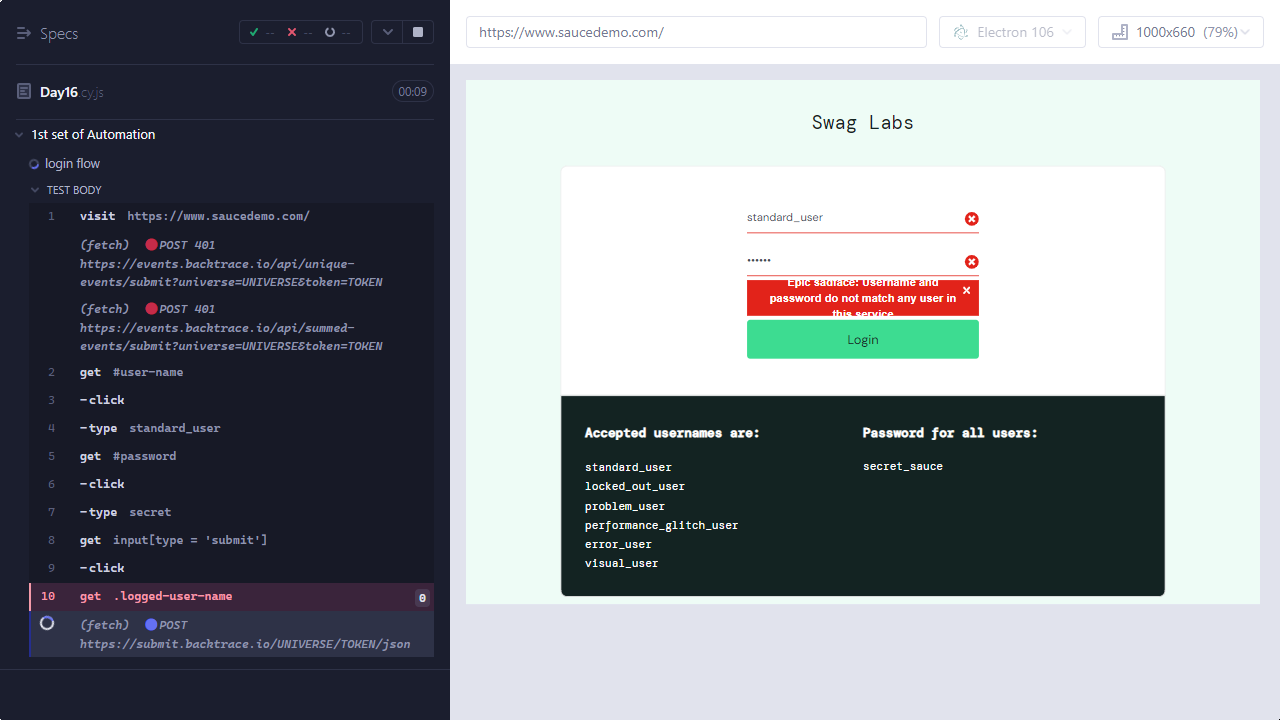 Specs
--
--
--
Day16.cy.js
00:09
1st set of Automation
login flow
TEST BODY
1 visit https://www.saucedemo.com/
(fetch) POST 401
https://events.backtrace.io/api/unique-
events/submit?universe=UNIVERSE&token=TOKEN
(fetch) POST 401
https://events.backtrace.io/api/summed-
events/submit?universe=UNIVERSE&token=TOKEN
2 get #user-name
3 -click
4 -type standard_user
5 get #password
6 -click
7 -type secret
8 get input[type = 'submit']
9 -click
10 get .logged-user-name 0
(fetch) POST
https://submit.backtrace.io/UNIVERSE/TOKEN/json
https://www.saucedemo.com/
Electron 106
1000x660 (79%)
Swag Labs
standard_user
••••••
Epic sadface: Username and
password do not match any user in
this service
Login
Accepted usernames are:
standard_user
locked_out_user
problem_user
performance_glitch_user
error_user
visual_user
Password for all users:
secret_sauce